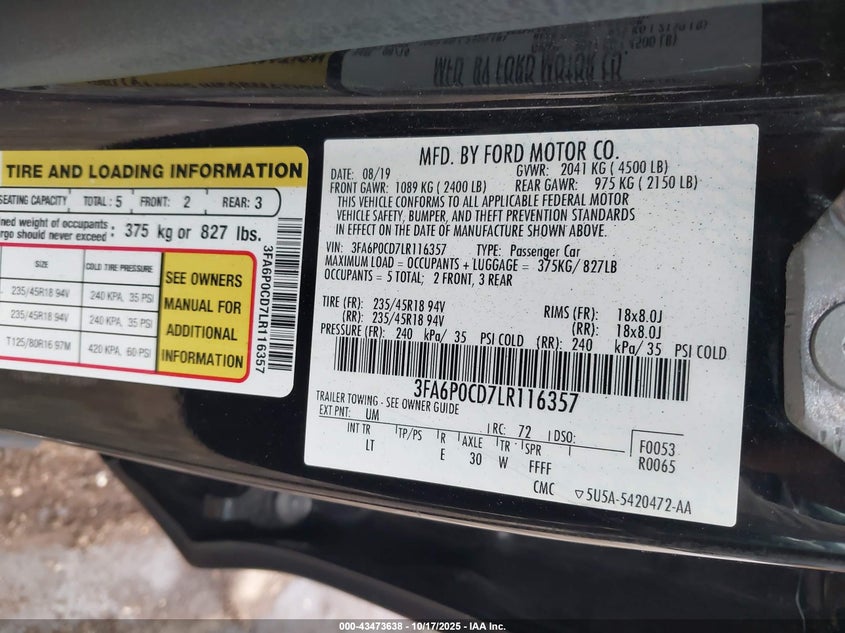 TIRE AND LOADING INFORMATION
SEATING CAPACITY TOTAL: 5 FRONT: 2 REAR: 3
weight of occupants
should never exceed : 375 kg or 827 lbs.
SIZE COLD TIRE PRESSURE
235/45R18 94V 240 KPA, 35 PSI
235/45R18 94V 240 KPA, 35 PSI
T125/80R16 97M 420 KPA, 60 PSI
SEE OWNERS
MANUAL FOR
ADDITIONAL
INFORMATION
3FA6P0CD7LR116357
MFD. BY FORD MOTOR CO.
DATE: 08/19 GVWR: 2041 KG ( 4500 LB)
FRONT GAWR: 1089 KG ( 2400 LB) REAR GAWR: 975 KG ( 2150 LB)
THIS VEHICLE CONFORMS TO ALL APPLICABLE FEDERAL MOTOR
VEHICLE SAFETY, BUMPER, AND THEFT PREVENTION STANDARDS
IN EFFECT ON THE DATE OF MANUFACTURE SHOWN ABOVE.
VIN: 3FA6P0CD7LR116357 TYPE: Passenger Car
MAXIMUM LOAD = OCCUPANTS + LUGGAGE = 375KG/ 827LB
OCCUPANTS = 5 TOTAL; 2 FRONT, 3 REAR
TIRE (FR): 235/45R18 94V RIMS (FR): 18x8.0J
(RR): 235/45R18 94V (RR): 18x8.0J
PRESSURE (FR): 240 kPa/ 35 PSI COLD (RR): 240 kPa/ 35 PSI COLD
3FA6P0CD7LR116357
TRAILER TOWING - SEE OWNER GUIDE
EXT PNT: UM RC: 72 DSO: F0053
INT TR TP/PS R AXLE TR SPR R0065
LT E 30 W FFFF
CMC 5U5A-5420472-AA
000-43473638 | 10/17/2025 - IAA Inc.